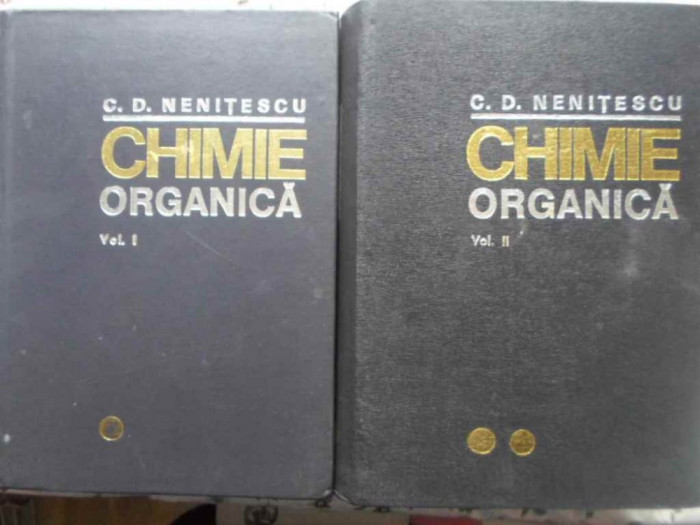 C. D. NENIȚESCU
CHIMIE
ORGANICĂ
Vol. I
C. D. NENIȚESCU
CHIMIE
ORGANICĂ
Vol. II